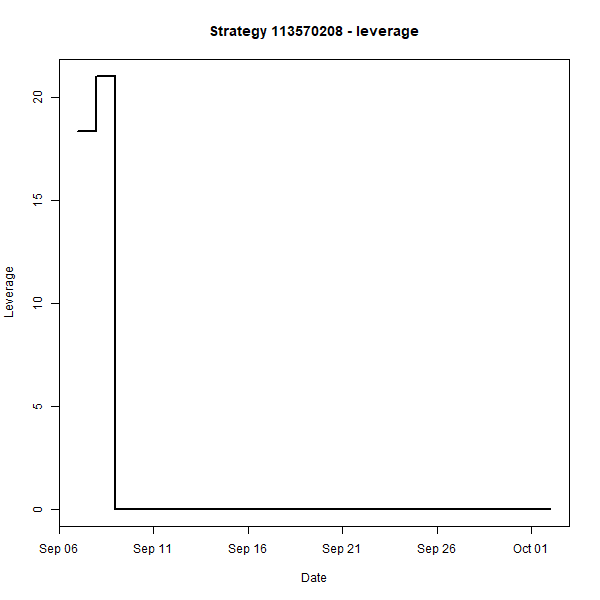 Strategy 113570208 - leverage
20
15
10
5
0
Leverage
Sep 06 Sep 11 Sep 16 Sep 21 Sep 26 Oct 01
Date